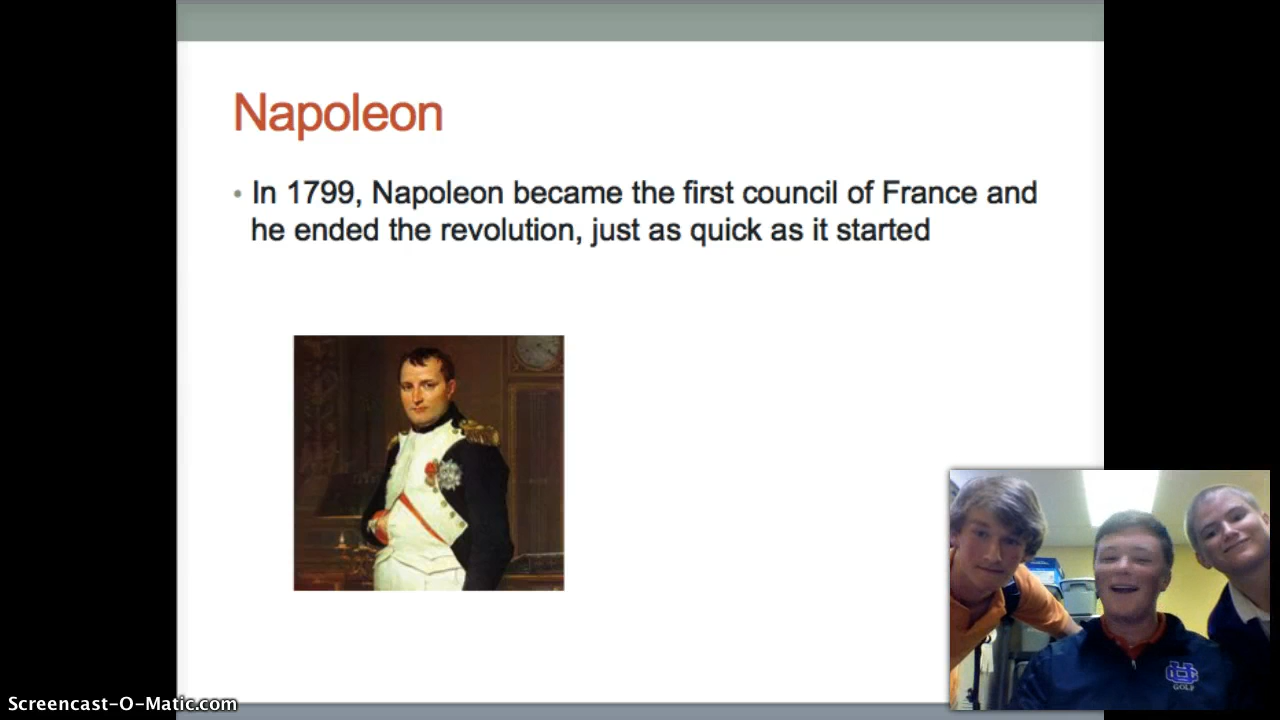 Napoleon
• In 1799, Napoleon became the first council of France and
he ended the revolution, just as quick as it started
GOLF
Screencast-O-Matic.com